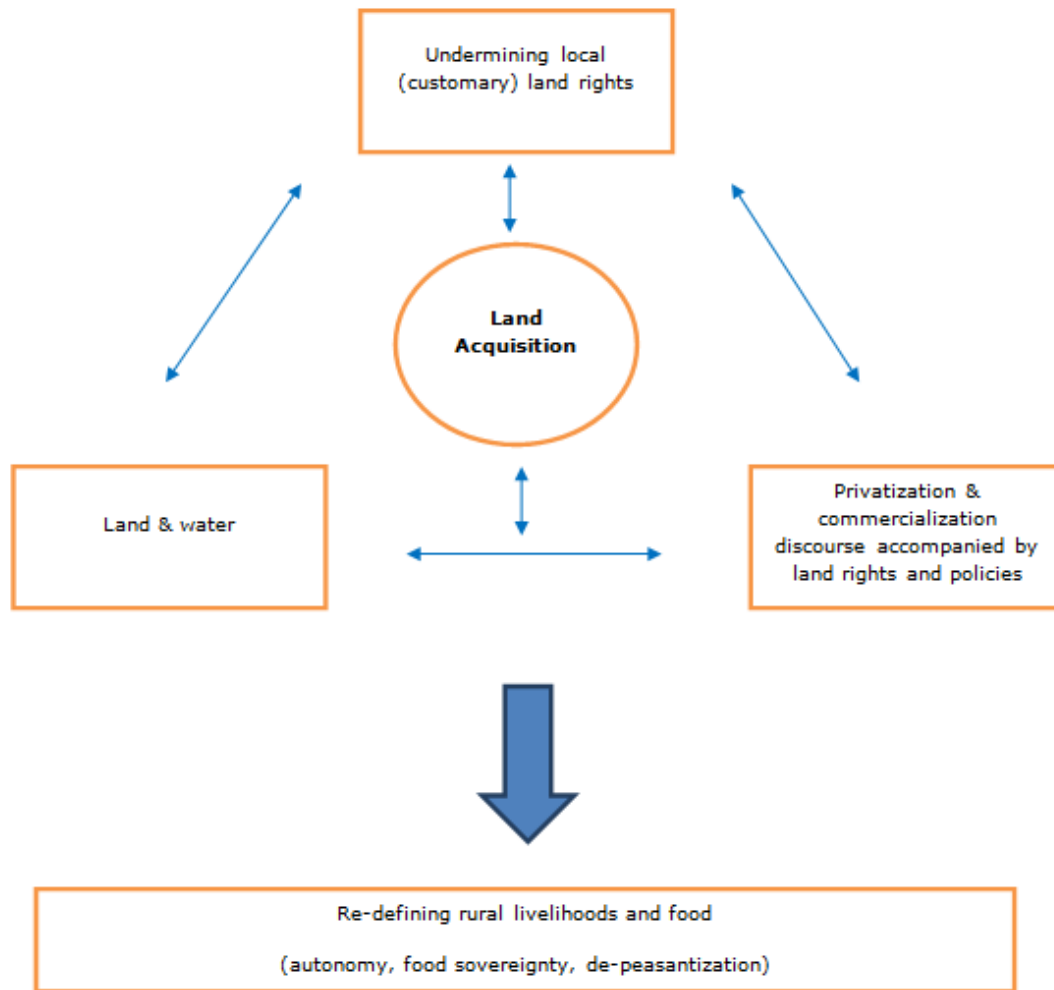 Undermining local
(customary) land rights
Land
Acquisition
Land & water
Privatization &
commercialization
discourse accompanied by
land rights and policies
Re-defining rural livelihoods and food
(autonomy, food sovereignty, de-peasantization)